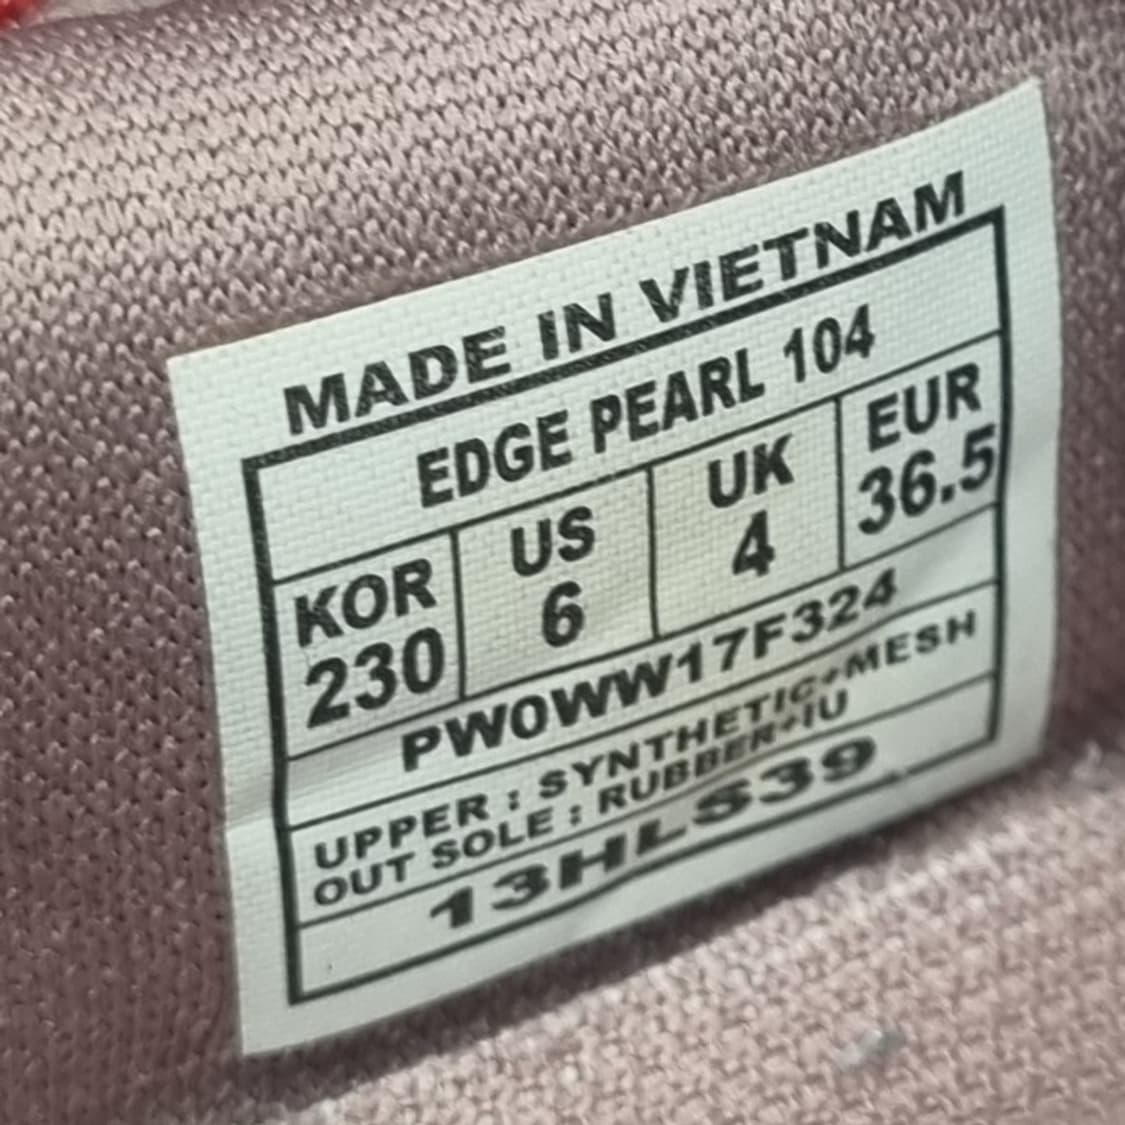 MADE IN VIETNAM
EDGE PEARL 104
KOR US UK EUR
230 6 4 36.5
PW0WW17F324
UPPER : SYNTHETIC+MESH
OUT SOLE : RUBBER+IU
13HLS39